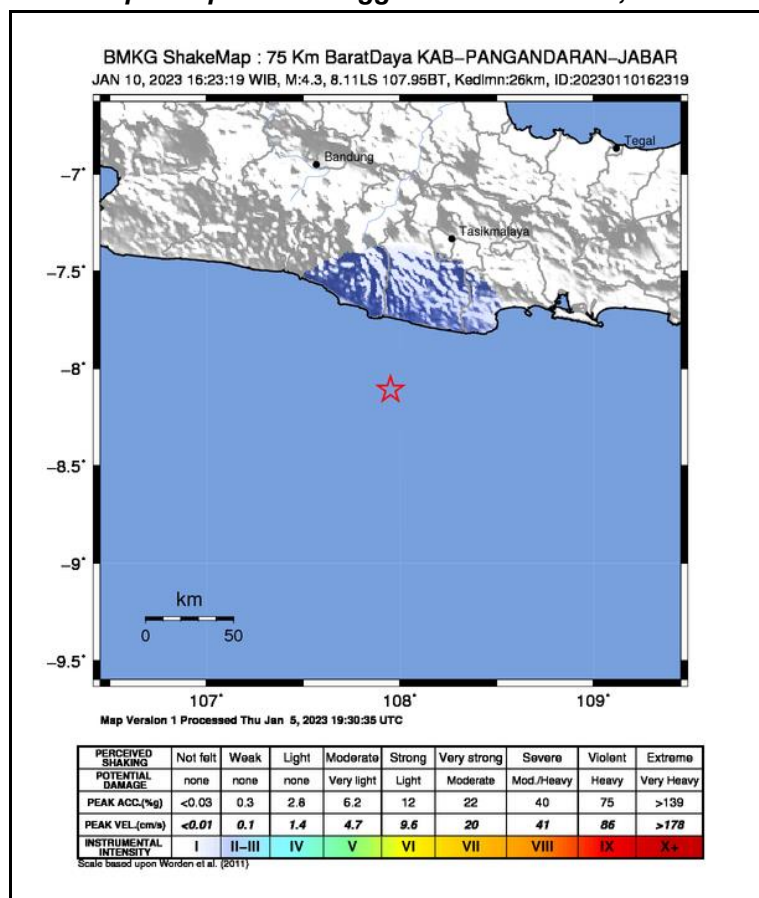 BMKG ShakeMap : 75 Km BaratDaya KAB-PANGANDARAN-JABAR
JAN 10, 2023 16:23:19 WIB, M:4.3, 8.11LS 107.95BT, Kedlmn:26km, ID:20230110162319
Tegal
Bandung
-7°
Tasikmalaya
-7.5°
-8°
-8.5°
-9°
km
0 50
-9.5°
107° 108° 109°
Map Version 1 Processed Thu Jan 5, 2023 19:30:35 UTC
PERCEIVED SHAKING Not felt Weak Light Moderate Strong Very strong Severe Violent Extreme
POTENTIAL DAMAGE none none none Very light Light Moderate Mod./Heavy Heavy Very Heavy
PEAK ACC.(%g) <0.03 0.3 2.8 6.2 12 22 40 75 >139
PEAK VEL.(cm/s) <0.01 0.1 1.4 4.7 9.6 20 41 86 >178
INSTRUMENTAL INTENSITY I II-III IV V VI VII VIII IX X+
Scale based upon Worden et al. (2011)